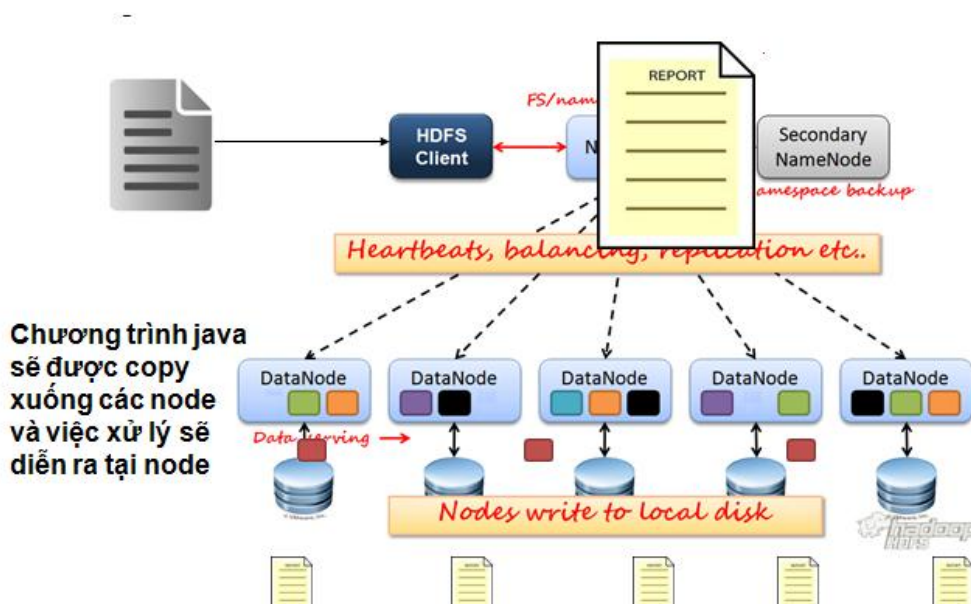 REPORT
FS/nam
HDFS
Client
N
Secondary
NameNode
amespace backup
Heartbeats, balancing, replication etc..
Chương trình java
sẽ được copy
xuống các node
và việc xử lý sẽ
diễn ra tại node
DataNode
DataNode
DataNode
DataNode
DataNode
Data serving
Nodes write to local disk
hadoop
HDFS